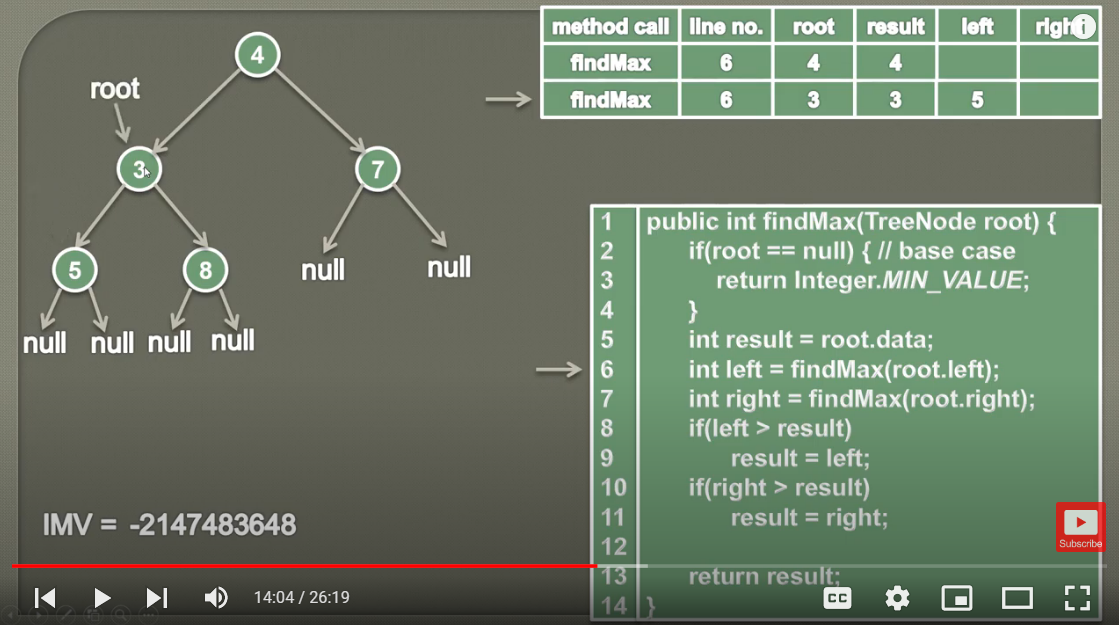 method call line no. root result left righ
findMax 6 4 4
findMax 6 3 3 5
4
root
3 7
5 8 null null
null null null null
1 public int findMax(TreeNode root) {
2 if(root == null) { // base case
3 return Integer.MIN_VALUE;
4 }
5 int result = root.data;
6 int left = findMax(root.left);
7 int right = findMax(root.right);
8 if(left > result)
9 result = left;
10 if(right > result)
11 result = right;
12
13 return result;
14 }
IMV = -2147483648
Subscribe
14:04 / 26:19
CC